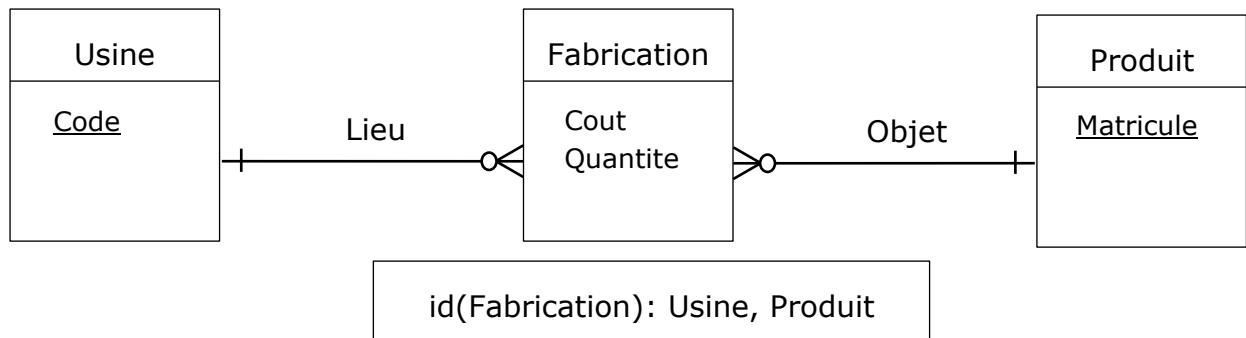 Usine
Code
Lieu
Fabrication
Cout
Quantite
Objet
Produit
Matricule
id(Fabrication): Usine, Produit